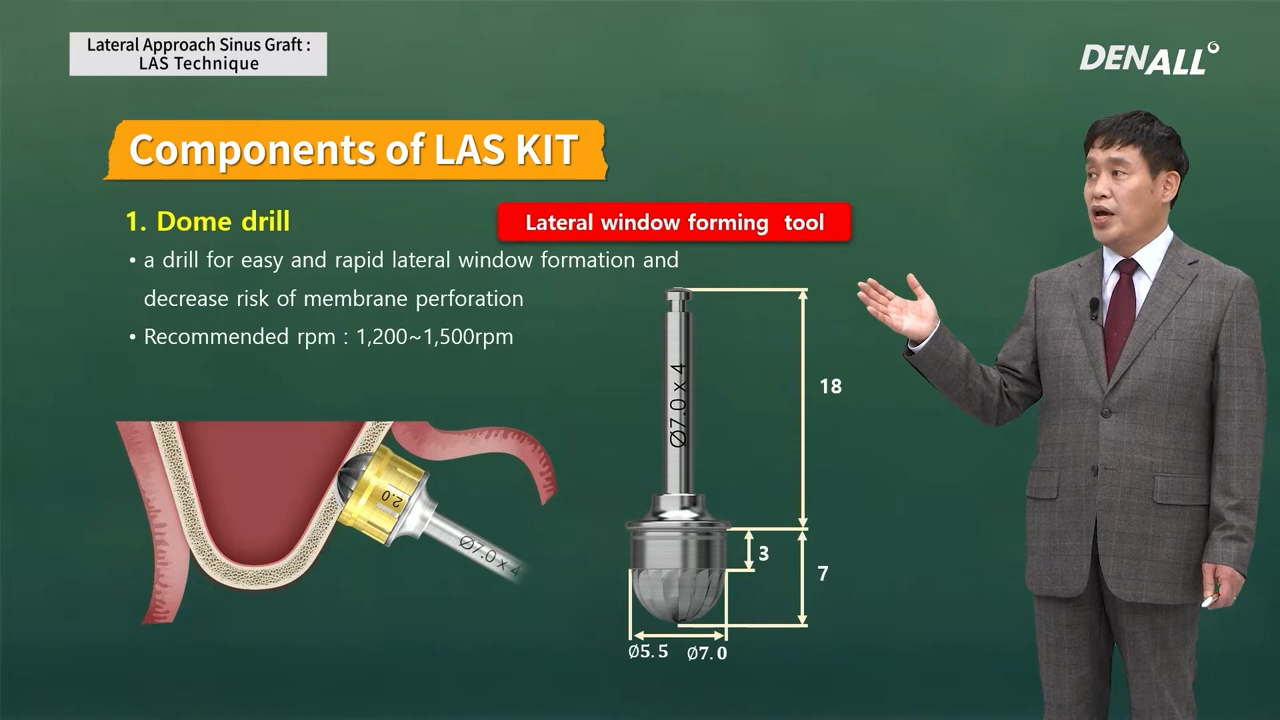 Lateral Approach Sinus Graft :
LAS Technique
DENALL
Components of LAS KIT
1. Dome drill
Lateral window forming tool
• a drill for easy and rapid lateral window formation and
decrease risk of membrane perforation
• Recommended rpm : 1,200~1,500rpm
Ø7.0 x 4
18
2.0
Ø7.0 x 4
3
7
Ø5.5 Ø7.0